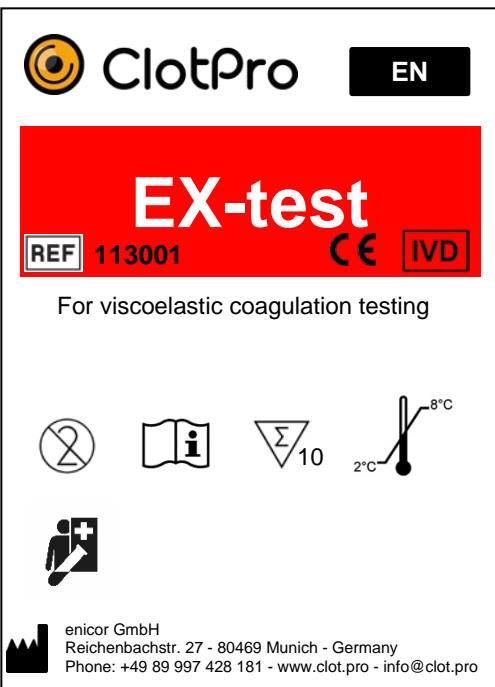 ClotPro
EN
EX-test
REF 113001 CE IVD
For viscoelastic coagulation testing
2
i
Σ 10
8°C
2°C
enicor GmbH
Reichenbachstr. 27 - 80469 Munich - Germany
Phone: +49 89 997 428 181 - www.clot.pro - info@clot.pro